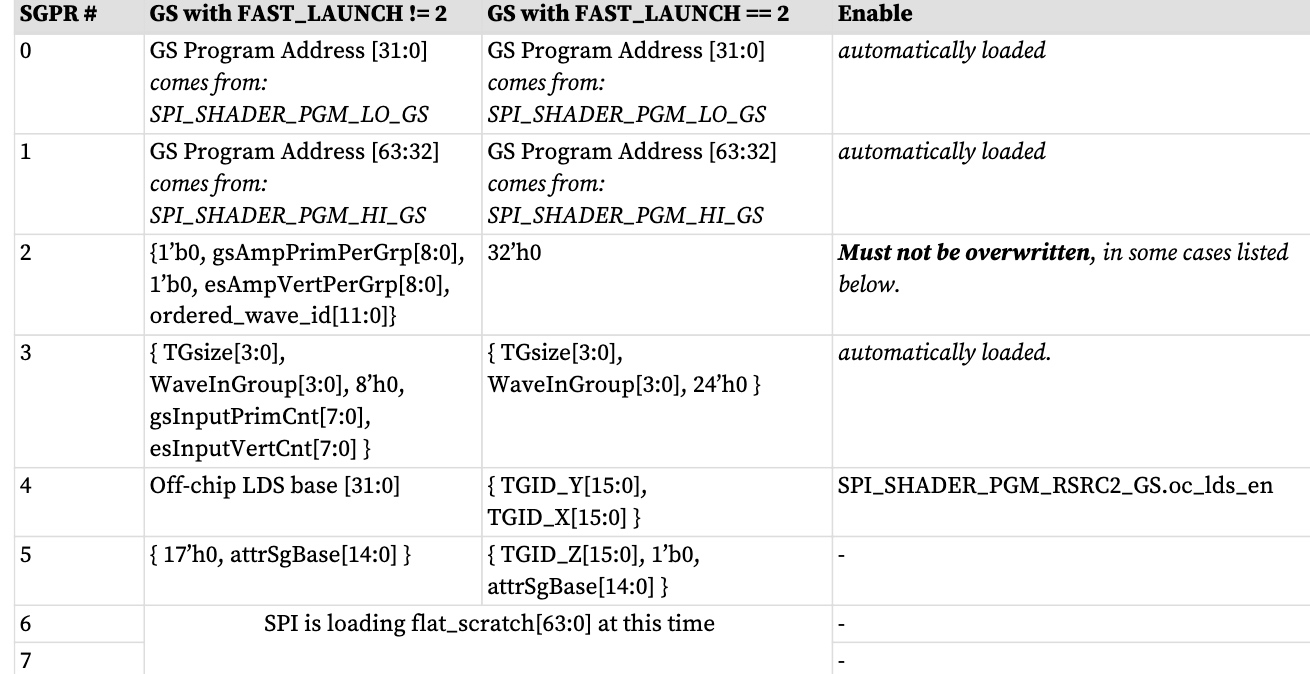 SGPR # GS with FAST_LAUNCH != 2 GS with FAST_LAUNCH == 2 Enable
0 GS Program Address [31:0] GS Program Address [31:0] automatically loaded
comes from: comes from:
SPI_SHADER_PGM_LO_GS SPI_SHADER_PGM_LO_GS
1 GS Program Address [63:32] GS Program Address [63:32] automatically loaded
comes from: comes from:
SPI_SHADER_PGM_HI_GS SPI_SHADER_PGM_HI_GS
2 {1’b0, gsAmpPrimPerGrp[8:0], 32’h0 Must not be overwritten, in some cases listed
1’b0, esAmpVertPerGrp[8:0], below.
ordered_wave_id[11:0]}
3 { TGsize[3:0], { TGsize[3:0], automatically loaded.
WaveInGroup[3:0], 8’h0, WaveInGroup[3:0], 24’h0 }
gsInputPrimCnt[7:0],
esInputVertCnt[7:0] }
4 Off-chip LDS base [31:0] { TGID_Y[15:0], SPI_SHADER_PGM_RSRC2_GS.oc_lds_en
TGID_X[15:0] }
5 { 17’h0, attrSgBase[14:0] } { TGID_Z[15:0], 1’b0, -
attrSgBase[14:0] }
6 SPI is loading flat_scratch[63:0] at this time -
7 -